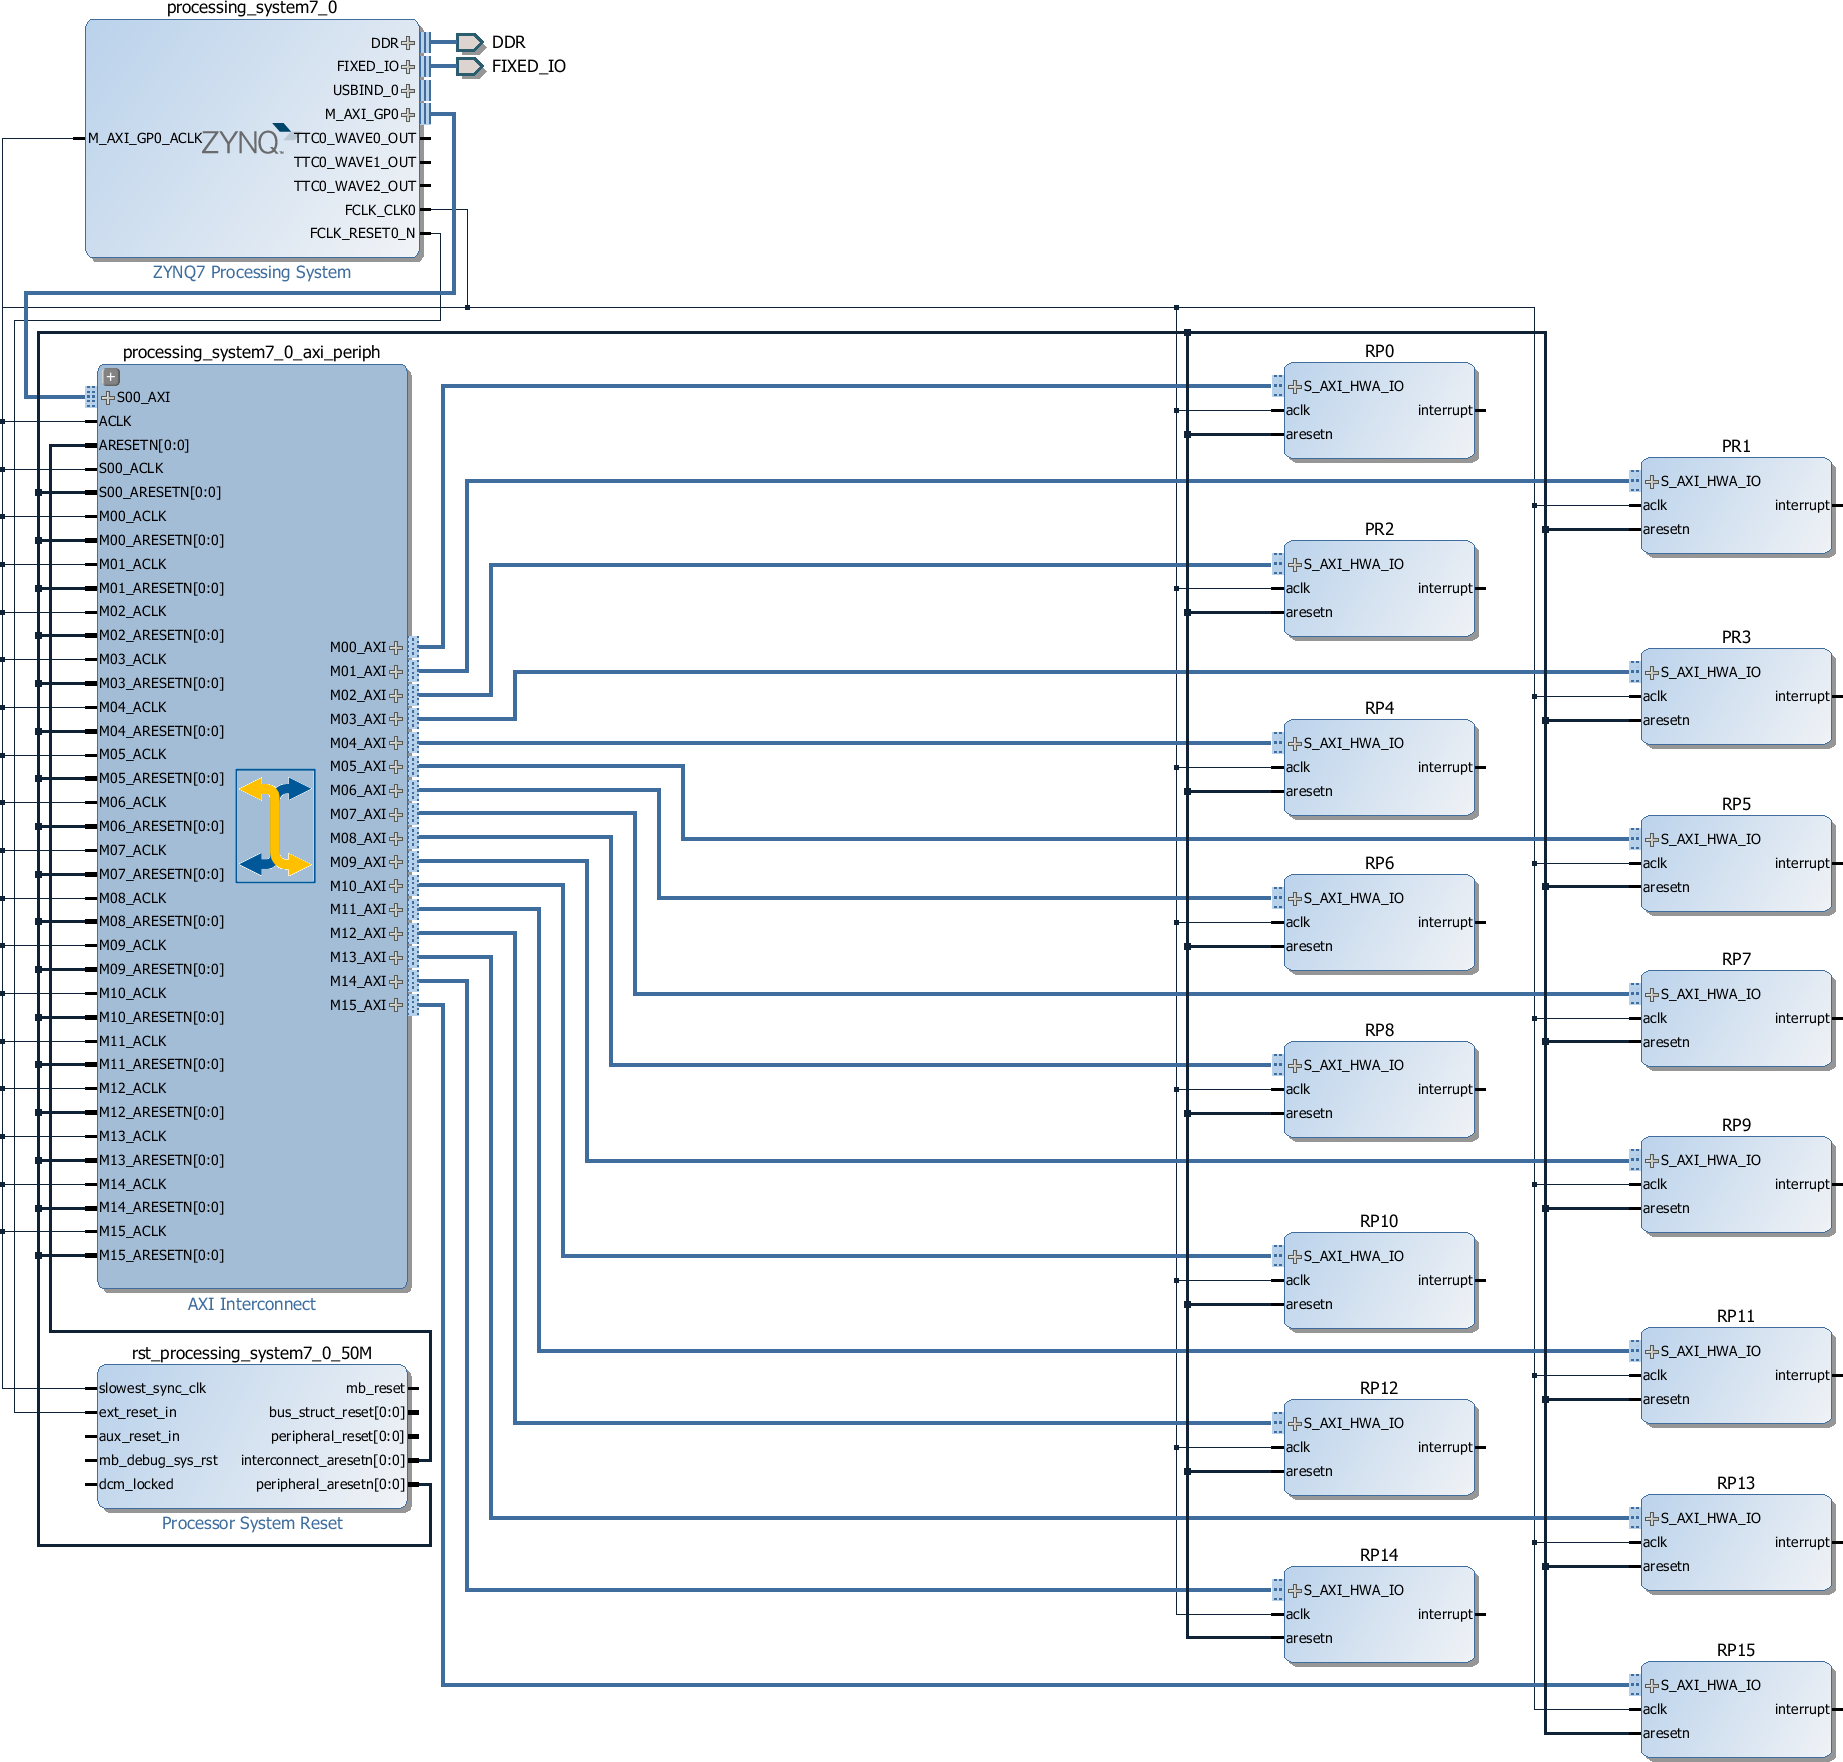 processing_system7_0
DDR
FIXED_IO
USBIND_0
M_AXI_GP0
M_AXI_GP0_ACLK
ZYNQ
TTC0_WAVE0_OUT
TTC0_WAVE1_OUT
TTC0_WAVE2_OUT
FCLK_CLK0
FCLK_RESET0_N
ZYNQ7 Processing System
DDR
FIXED_IO
processing_system7_0_axi_periph
S00_AXI
ACLK
ARESETN[0:0]
S00_ACLK
S00_ARESETN[0:0]
M00_ACLK
M00_ARESETN[0:0]
M01_ACLK
M01_ARESETN[0:0]
M02_ACLK
M02_ARESETN[0:0]
M03_ACLK
M03_ARESETN[0:0]
M04_ACLK
M04_ARESETN[0:0]
M05_ACLK
M05_ARESETN[0:0]
M06_ACLK
M06_ARESETN[0:0]
M07_ACLK
M07_ARESETN[0:0]
M08_ACLK
M08_ARESETN[0:0]
M09_ACLK
M09_ARESETN[0:0]
M10_ACLK
M10_ARESETN[0:0]
M11_ACLK
M11_ARESETN[0:0]
M12_ACLK
M12_ARESETN[0:0]
M13_ACLK
M13_ARESETN[0:0]
M14_ACLK
M14_ARESETN[0:0]
M15_ACLK
M15_ARESETN[0:0]
M00_AXI
M01_AXI
M02_AXI
M03_AXI
M04_AXI
M05_AXI
M06_AXI
M07_AXI
M08_AXI
M09_AXI
M10_AXI
M11_AXI
M12_AXI
M13_AXI
M14_AXI
M15_AXI
AXI Interconnect
rst_processing_system7_0_50M
slowest_sync_clk
ext_reset_in
aux_reset_in
mb_debug_sys_rst
dcm_locked
mb_reset
bus_struct_reset[0:0]
peripheral_reset[0:0]
interconnect_aresetn[0:0]
peripheral_aresetn[0:0]
Processor System Reset
RP0
S_AXI_HWA_IO
aclk
interrupt
aresetn
PR1
S_AXI_HWA_IO
aclk
interrupt
aresetn
PR2
S_AXI_HWA_IO
aclk
interrupt
aresetn
PR3
S_AXI_HWA_IO
aclk
interrupt
aresetn
RP4
S_AXI_HWA_IO
aclk
interrupt
aresetn
RP5
S_AXI_HWA_IO
aclk
interrupt
aresetn
RP6
S_AXI_HWA_IO
aclk
interrupt
aresetn
RP7
S_AXI_HWA_IO
aclk
interrupt
aresetn
RP8
S_AXI_HWA_IO
aclk
interrupt
aresetn
RP9
S_AXI_HWA_IO
aclk
interrupt
aresetn
RP10
S_AXI_HWA_IO
aclk
interrupt
aresetn
RP11
S_AXI_HWA_IO
aclk
interrupt
aresetn
RP12
S_AXI_HWA_IO
aclk
interrupt
aresetn
RP13
S_AXI_HWA_IO
aclk
interrupt
aresetn
RP14
S_AXI_HWA_IO
aclk
interrupt
aresetn
RP15
S_AXI_HWA_IO
aclk
interrupt
aresetn